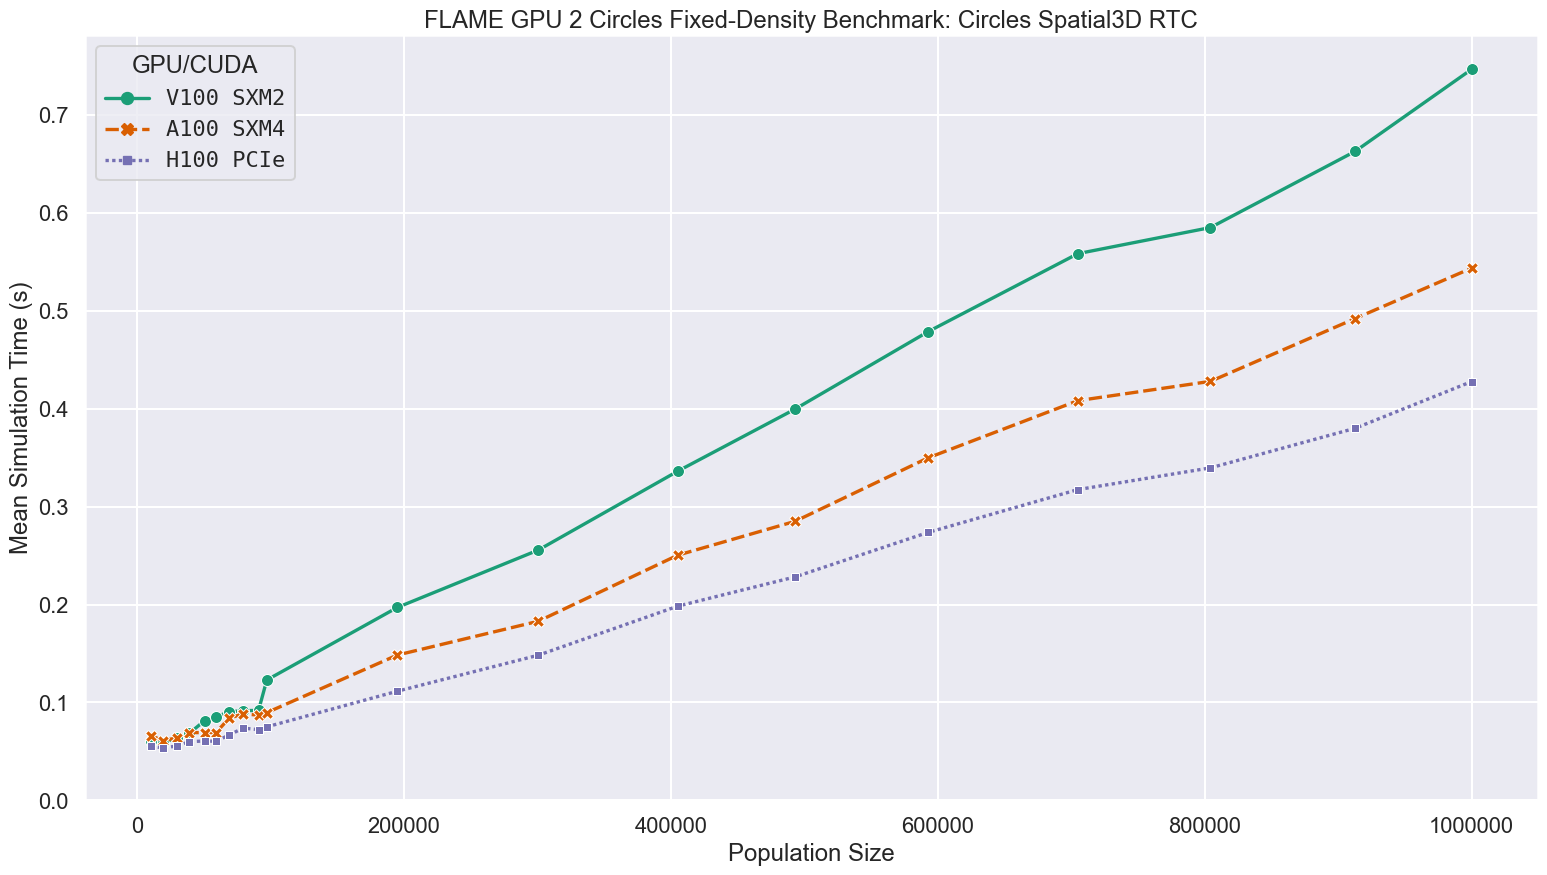 FLAME GPU 2 Circles Fixed-Density Benchmark: Circles Spatial3D RTC
GPU/CUDA
V100 SXM2
A100 SXM4
H100 PCIe
Mean Simulation Time (s)
0.7
0.6
0.5
0.4
0.3
0.2
0.1
0.0
0 200000 400000 600000 800000 1000000
Population Size